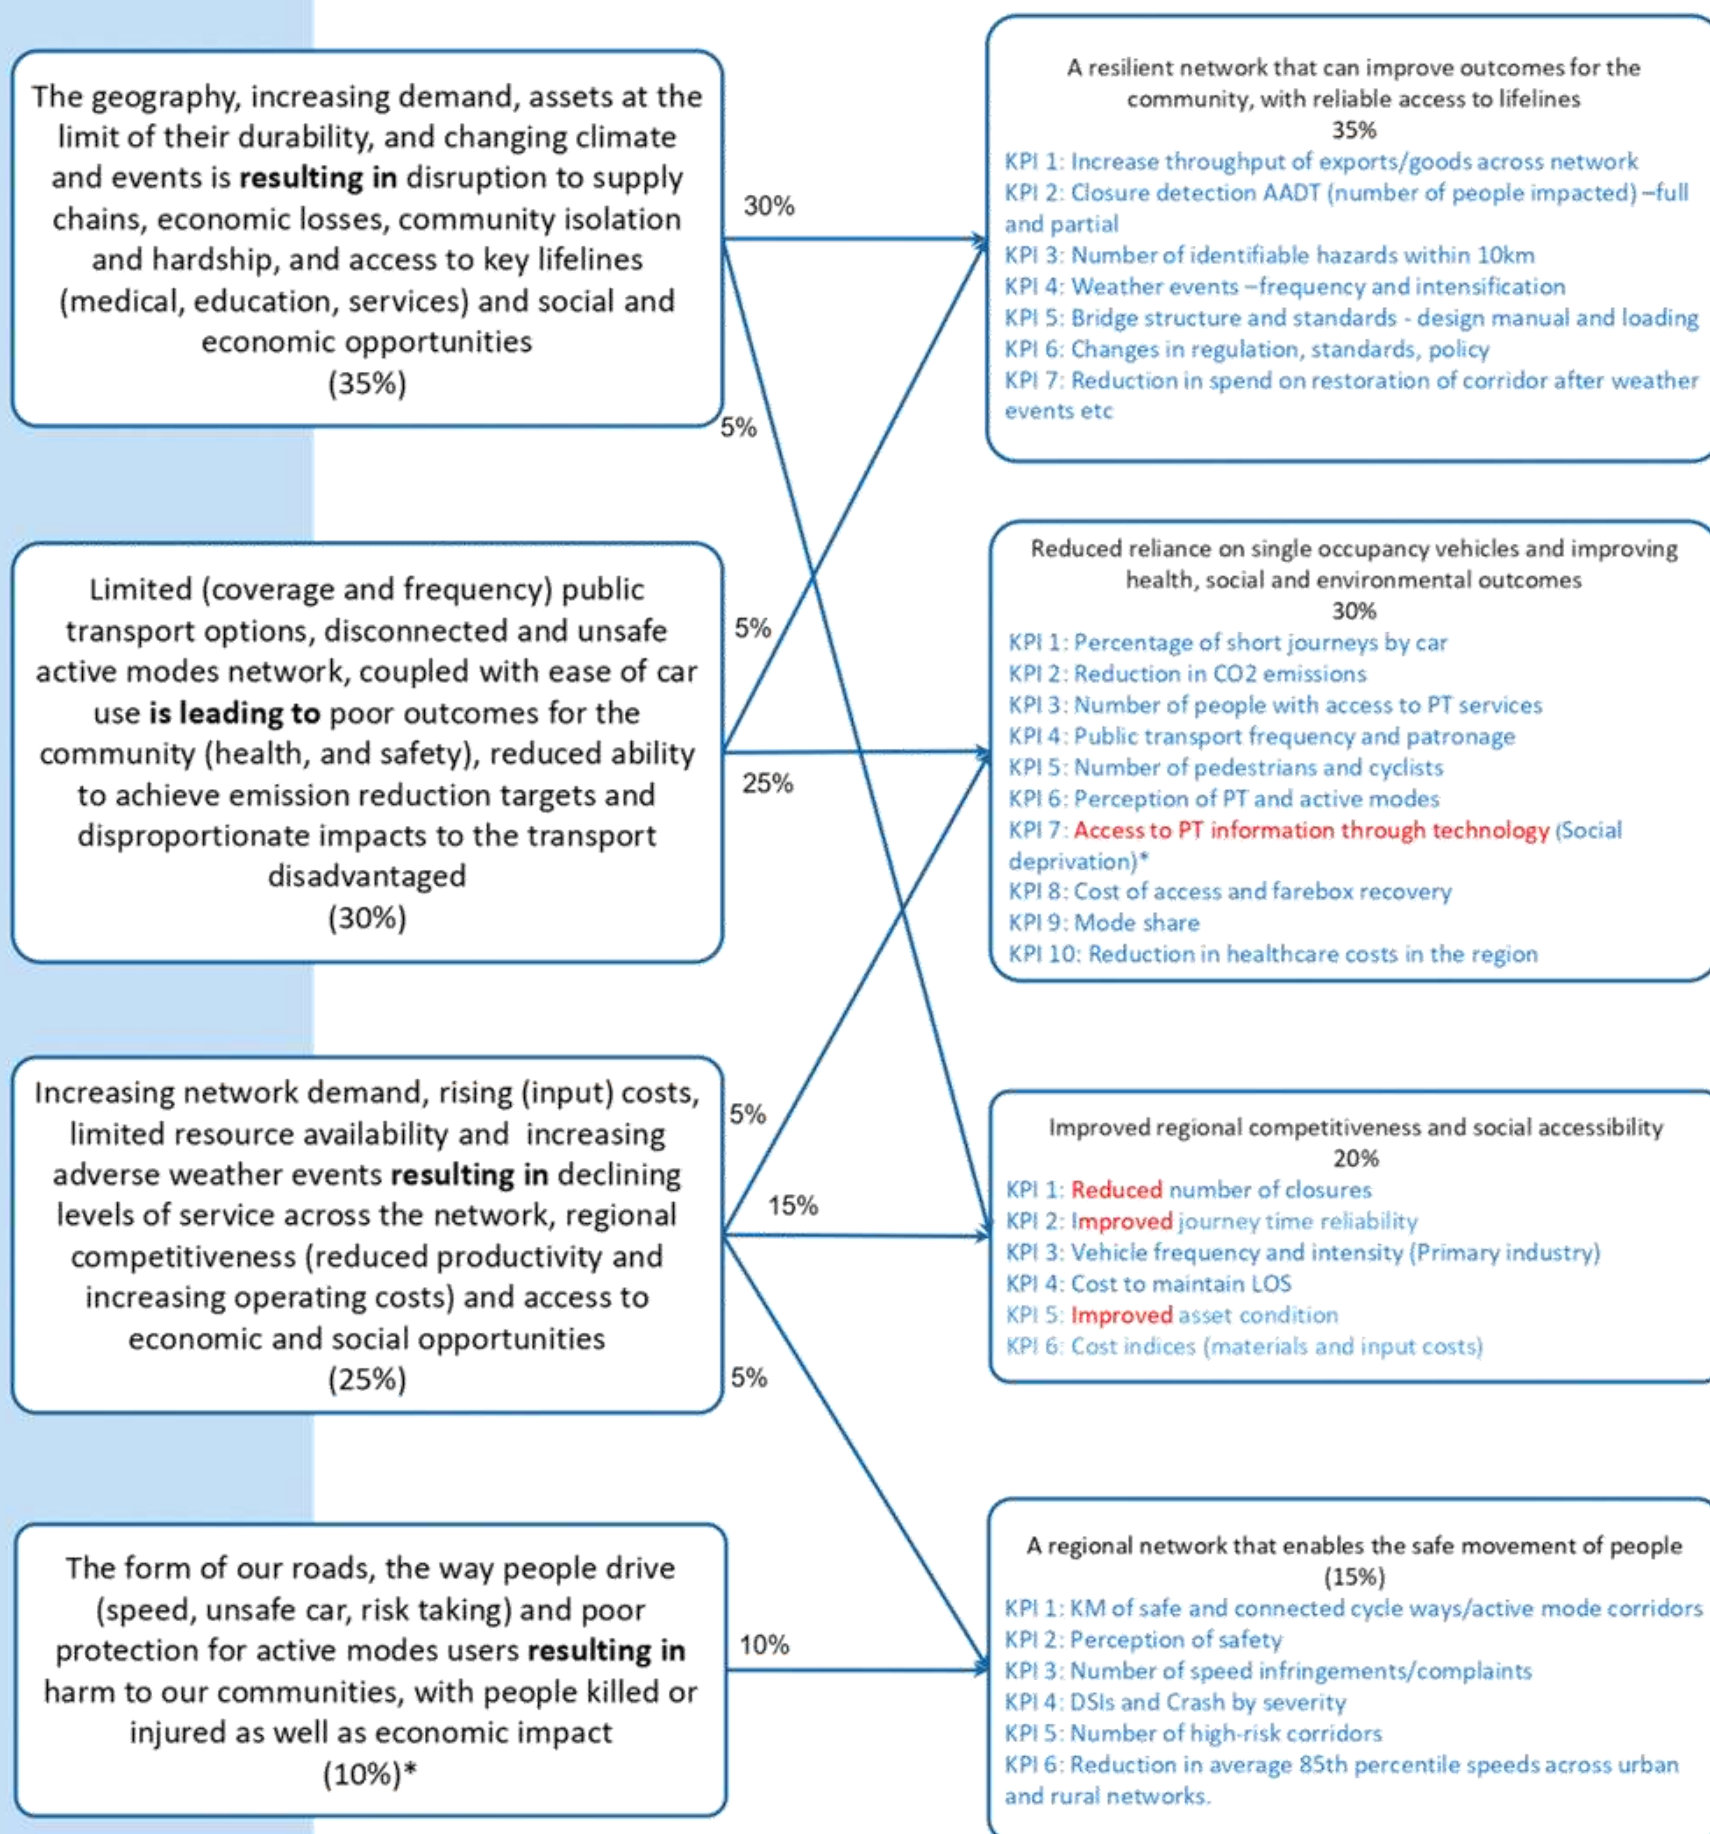 The geography, increasing demand, assets at the
limit of their durability, and changing climate
and events is resulting in disruption to supply
chains, economic losses, community isolation
and hardship, and access to key lifelines
(medical, education, services) and social and
economic opportunities
(35%)
30%
5%
A resilient network that can improve outcomes for the
community, with reliable access to lifelines
35%
KPI 1: Increase throughput of exports/goods across network
KPI 2: Closure detection AADT (number of people impacted) –full
and partial
KPI 3: Number of identifiable hazards within 10km
KPI 4: Weather events –frequency and intensification
KPI 5: Bridge structure and standards - design manual and loading
KPI 6: Changes in regulation, standards, policy
KPI 7: Reduction in spend on restoration of corridor after weather
events etc
Limited (coverage and frequency) public
transport options, disconnected and unsafe
active modes network, coupled with ease of car
use is leading to poor outcomes for the
community (health, and safety), reduced ability
to achieve emission reduction targets and
disproportionate impacts to the transport
disadvantaged
(30%)
5%
25%
Reduced reliance on single occupancy vehicles and improving
health, social and environmental outcomes
30%
KPI 1: Percentage of short journeys by car
KPI 2: Reduction in CO2 emissions
KPI 3: Number of people with access to PT services
KPI 4: Public transport frequency and patronage
KPI 5: Number of pedestrians and cyclists
KPI 6: Perception of PT and active modes
KPI 7: Access to PT information through technology (Social
deprivation)*
KPI 8: Cost of access and farebox recovery
KPI 9: Mode share
KPI 10: Reduction in healthcare costs in the region
Increasing network demand, rising (input) costs,
limited resource availability and increasing
adverse weather events resulting in declining
levels of service across the network, regional
competitiveness (reduced productivity and
increasing operating costs) and access to
economic and social opportunities
(25%)
5%
15%
5%
Improved regional competitiveness and social accessibility
20%
KPI 1: Reduced number of closures
KPI 2: Improved journey time reliability
KPI 3: Vehicle frequency and intensity (Primary industry)
KPI 4: Cost to maintain LOS
KPI 5: Improved asset condition
KPI 6: Cost indices (materials and input costs)
The form of our roads, the way people drive
(speed, unsafe car, risk taking) and poor
protection for active modes users resulting in
harm to our communities, with people killed or
injured as well as economic impact
(10%)*
10%
A regional network that enables the safe movement of people
(15%)
KPI 1: KM of safe and connected cycle ways/active mode corridors
KPI 2: Perception of safety
KPI 3: Number of speed infringements/complaints
KPI 4: DSIs and Crash by severity
KPI 5: Number of high-risk corridors
KPI 6: Reduction in average 85th percentile speeds across urban
and rural networks.